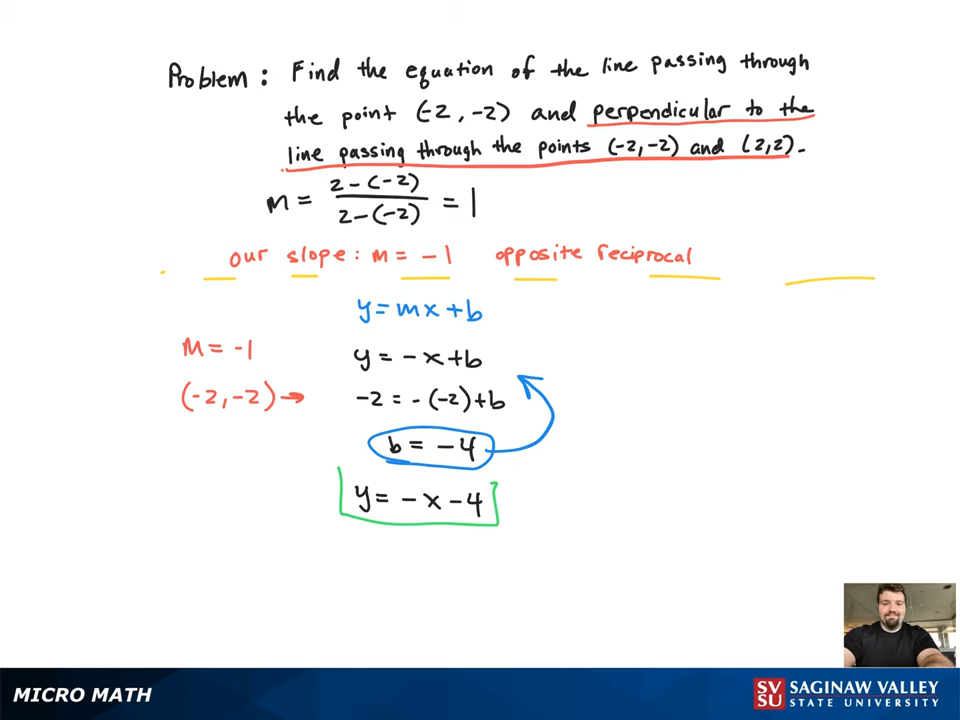 Problem: Find the equation of the line passing through
the point (-2, -2) and perpendicular to the
line passing through the points (-2, -2) and (2, 2).
m = 2-(-2) / 2-(-2) = 1
our slope: m = -1 opposite reciprocal
y = mx + b
m = -1
y = -x + b
(-2, -2) →
-2 = -(-2) + b
b = -4
y = -x - 4
MICRO MATH
SV SU
SAGINAW VALLEY
STATE UNIVERSITY